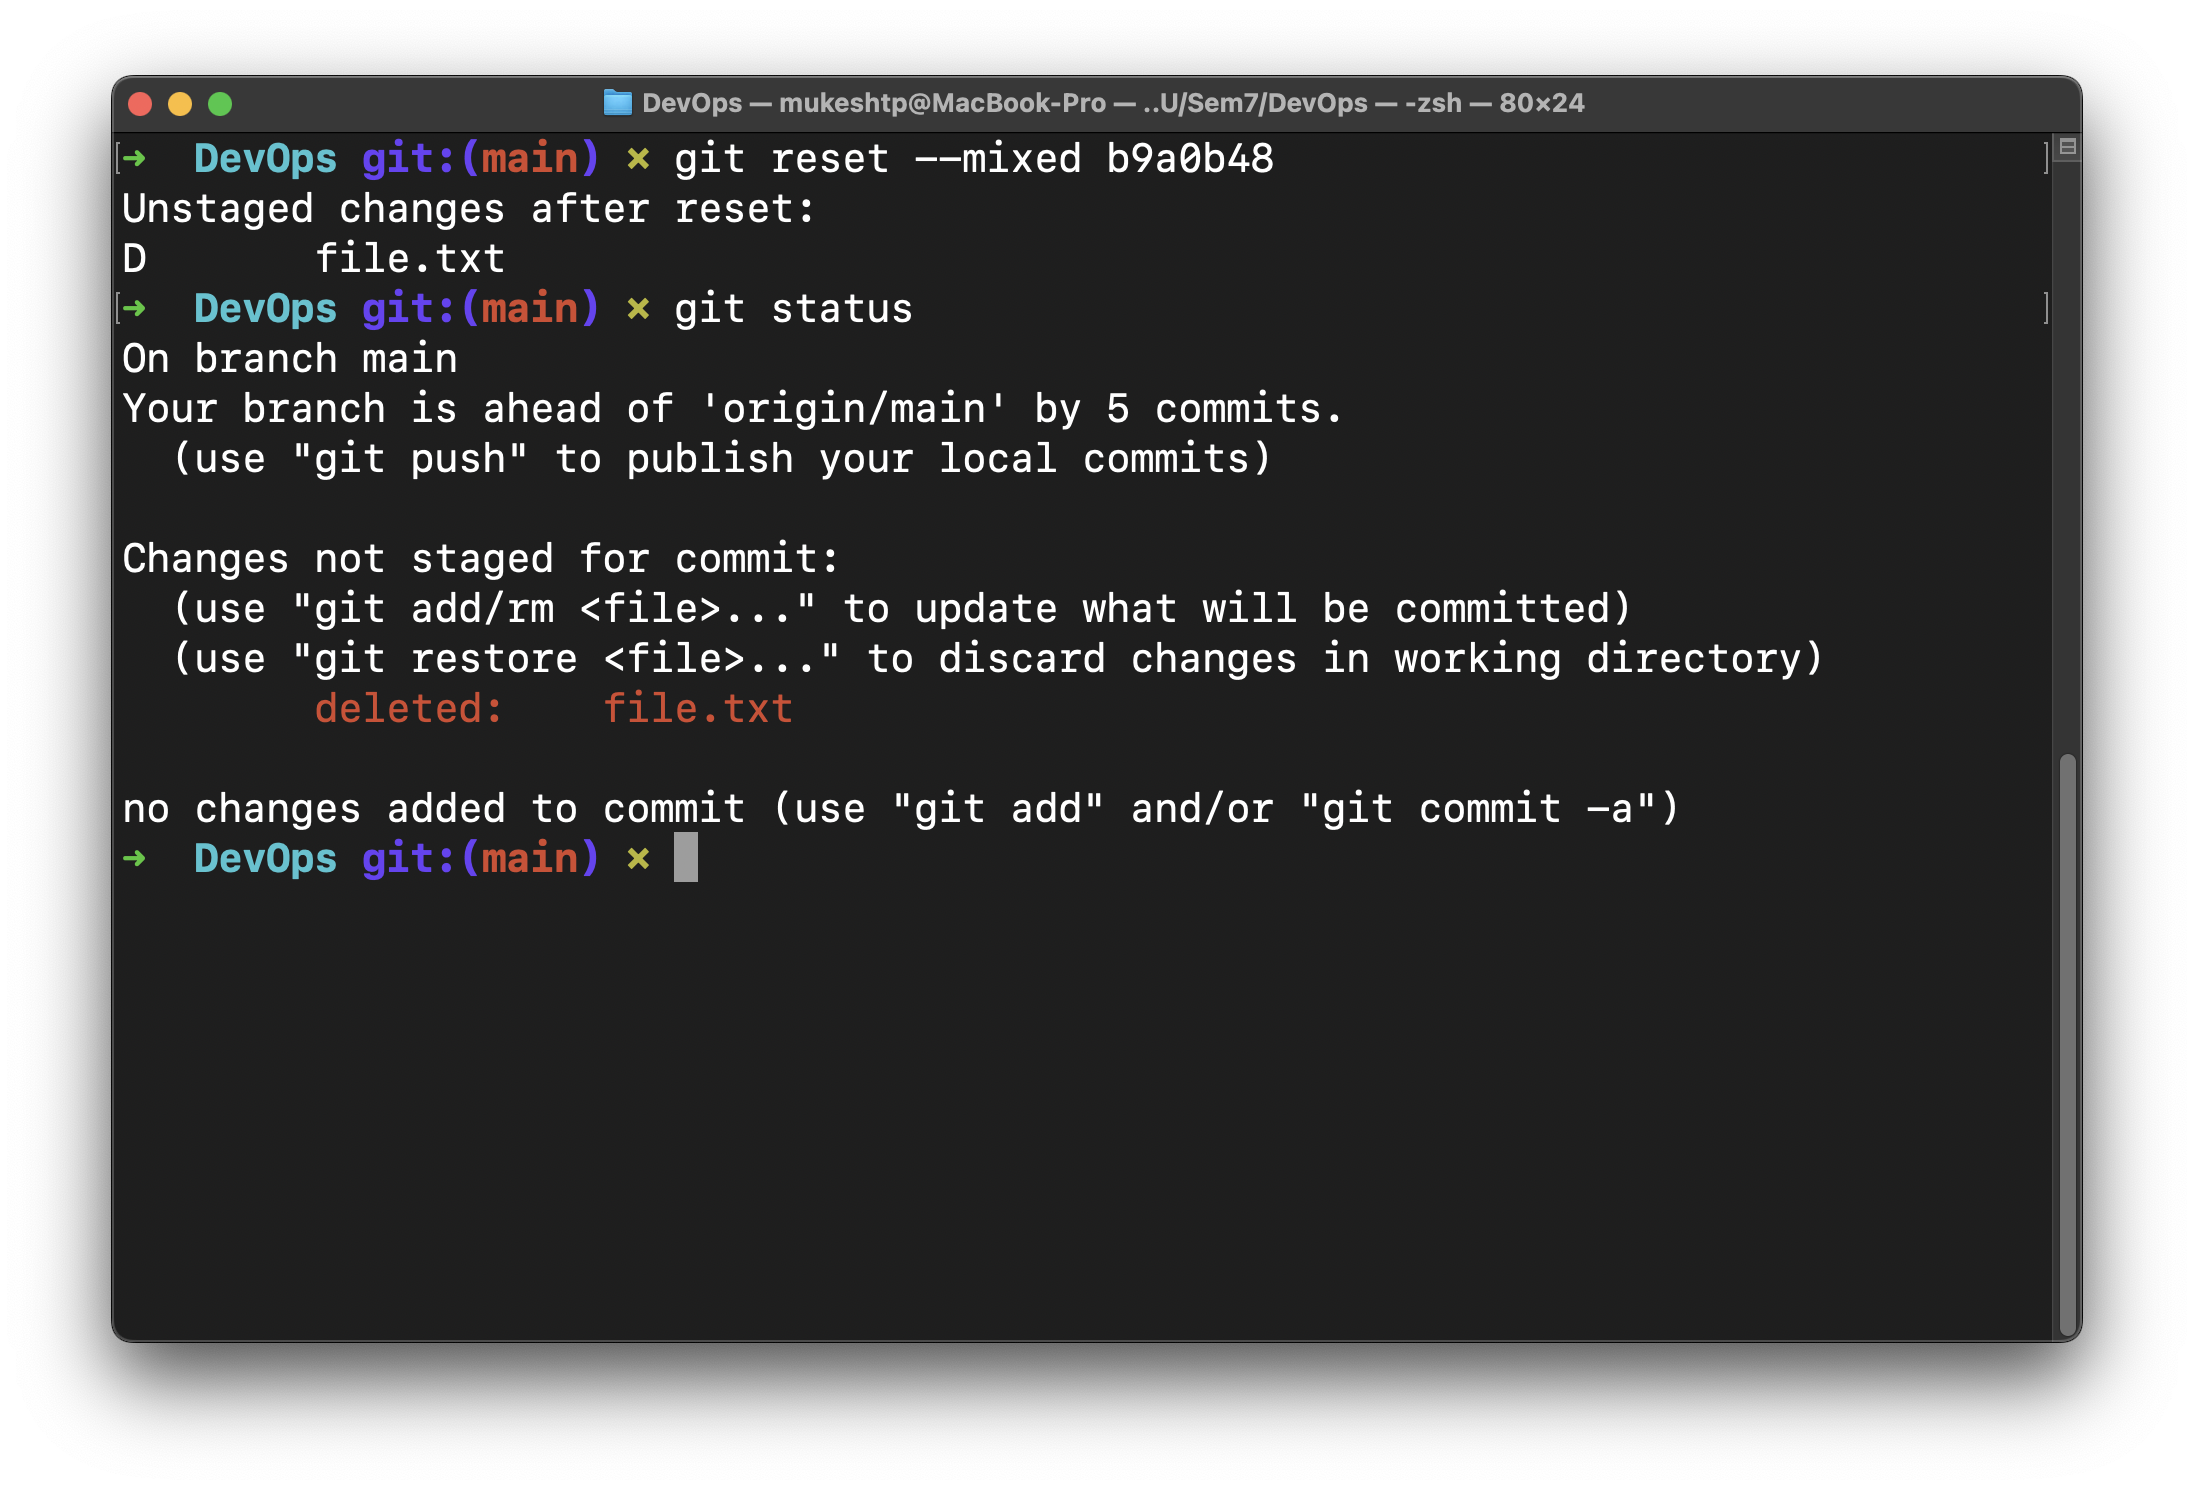 DevOps — mukeshtp@MacBook-Pro — ..U/Sem7/DevOps — -zsh — 80×24
[➜  DevOps git:(main) ✗ git reset --mixed b9a0b48 ]
Unstaged changes after reset:
D       file.txt
[➜  DevOps git:(main) ✗ git status ]
On branch main
Your branch is ahead of 'origin/main' by 5 commits.
  (use "git push" to publish your local commits)

Changes not staged for commit:
  (use "git add/rm <file>..." to update what will be committed)
  (use "git restore <file>..." to discard changes in working directory)
        deleted:    file.txt

no changes added to commit (use "git add" and/or "git commit -a")
➜  DevOps git:(main) ✗